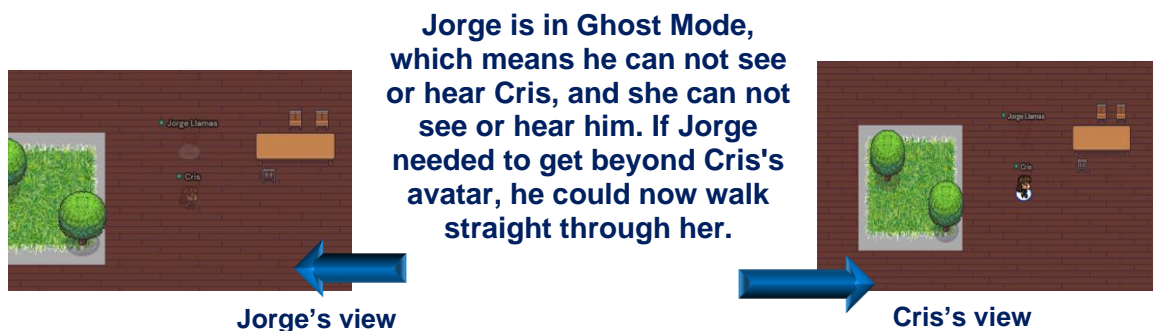 Jorge is in Ghost Mode,
which means he can not see
or hear Cris, and she can not
see or hear him. If Jorge
needed to get beyond Cris's
avatar, he could now walk
straight through her.
Jorge Llamas
Cris
Jorge's view
Jorge Llamas
Cris
Cris’s view